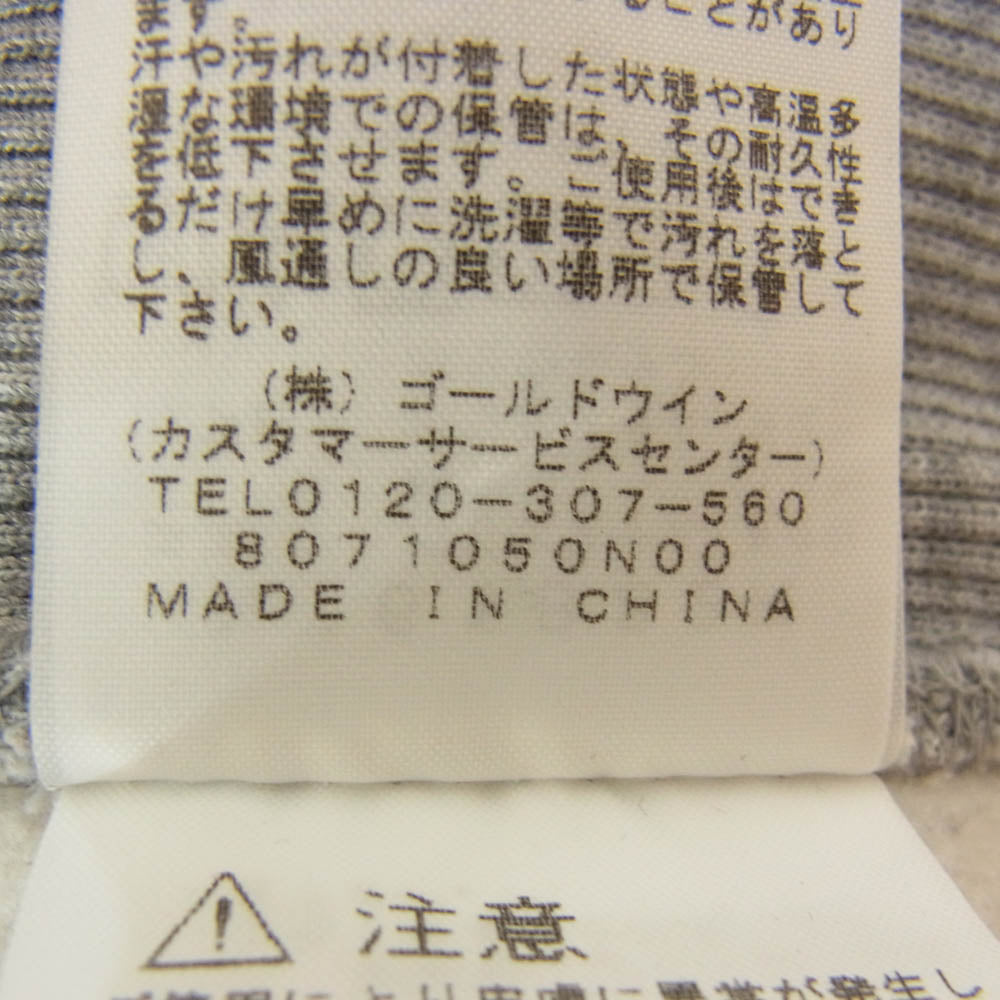 汗や汚れが付着した状態や高温多
湿な環境での保管は、その耐久性
を低下させます。ご使用後はでき
るだけ早めに洗濯等で汚れを落と
し、風通しの良い場所で保管して
下さい。
(株) ゴールドウイン
(カスタマーサービスセンター)
TEL0120-307-560
8071050N00
MADE IN CHINA
注意